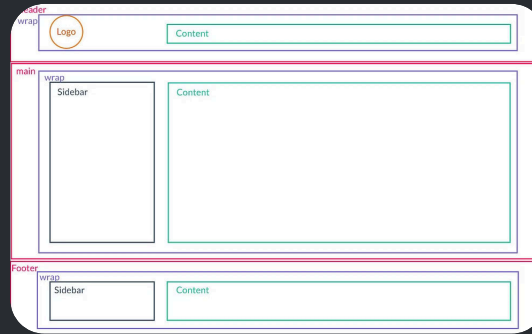 eader
wrap
Logo
Content
main
wrap
Sidebar
Content
Footer
wrap
Sidebar
Content